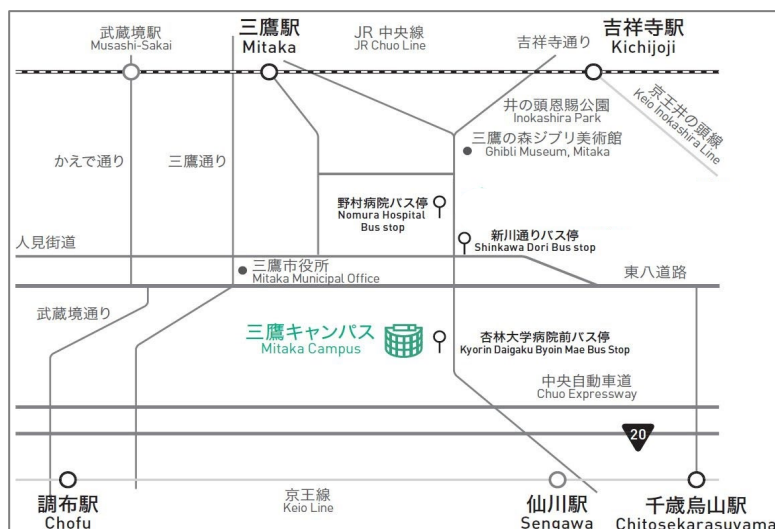 武蔵境駅
Musashi-Sakai
三鷹駅
Mitaka
JR 中央線
JR Chuo Line
吉祥寺通り
吉祥寺駅
Kichijoji
井の頭恩賜公園
Inokashira Park
京王井の頭線
Keio Inokashira Line
三鷹の森ジブリ美術館
Ghibli Museum, Mitaka
かえで通り
三鷹通り
野村病院バス停
Nomura Hospital
Bus stop
新川通りバス停
Shinkawa Dori Bus stop
人見街道
三鷹市役所
Mitaka Municipal Office
東八道路
武蔵境通り
三鷹キャンパス
Mitaka Campus
杏林大学病院前バス停
Kyorin Daigaku Byoin Mae Bus Stop
中央自動車道
Chuo Expressway
20
調布駅
Chofu
京王線
Keio Line
仙川駅
Sengawa
千歳烏山駅
Chitosekarasuyama